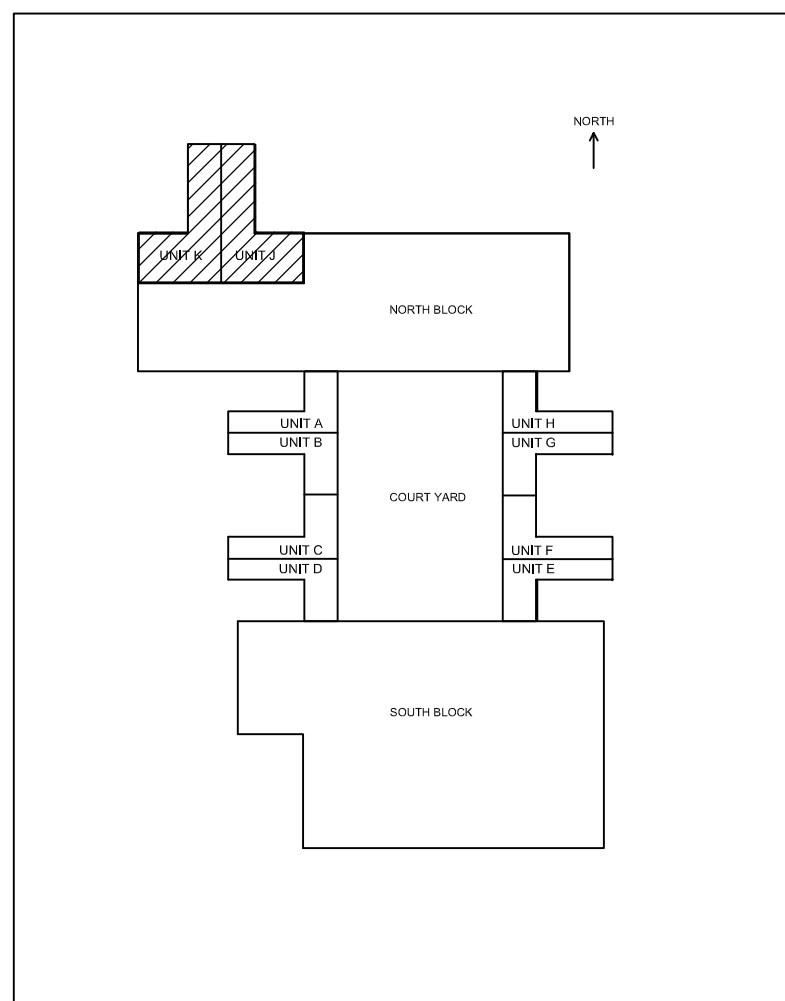 NORTH
UNIT K
UNIT J
NORTH BLOCK
UNIT A
UNIT H
UNIT B
UNIT G
COURT YARD
UNIT C
UNIT F
UNIT D
UNIT E
SOUTH BLOCK